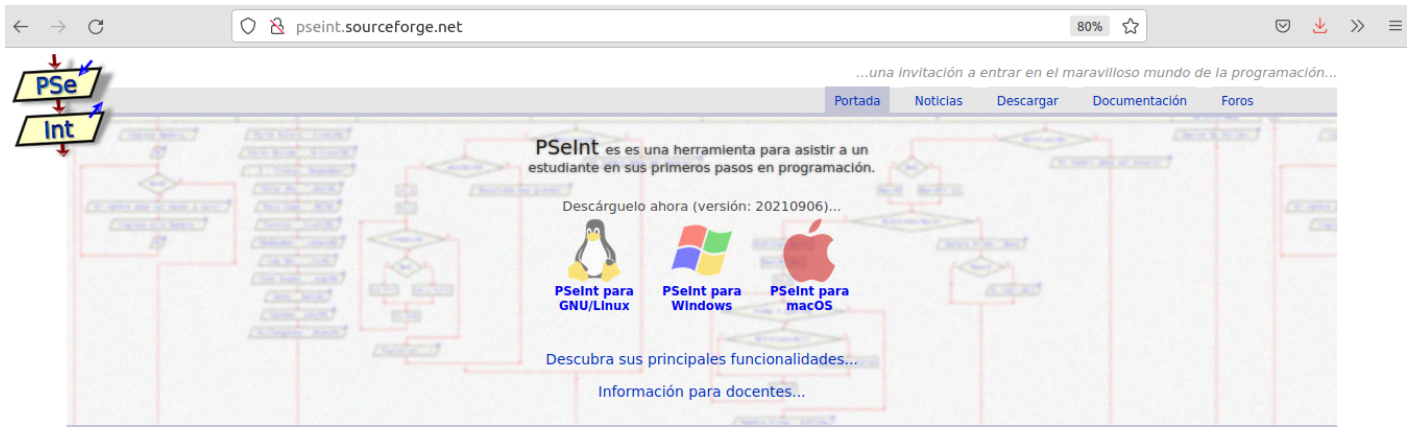 pseint.sourceforge.net
80%
PSe
Int
...una invitación a entrar en el maravilloso mundo de la programación...
Portada Noticias Descargar Documentación Foros
PSeInt es es una herramienta para asistir a un
estudiante en sus primeros pasos en programación.
Descárguelo ahora (versión: 20210906)...
PSeInt para
GNU/Linux
PSeInt para
Windows
PSeInt para
macOS
Descubra sus principales funcionalidades...
Información para docentes...